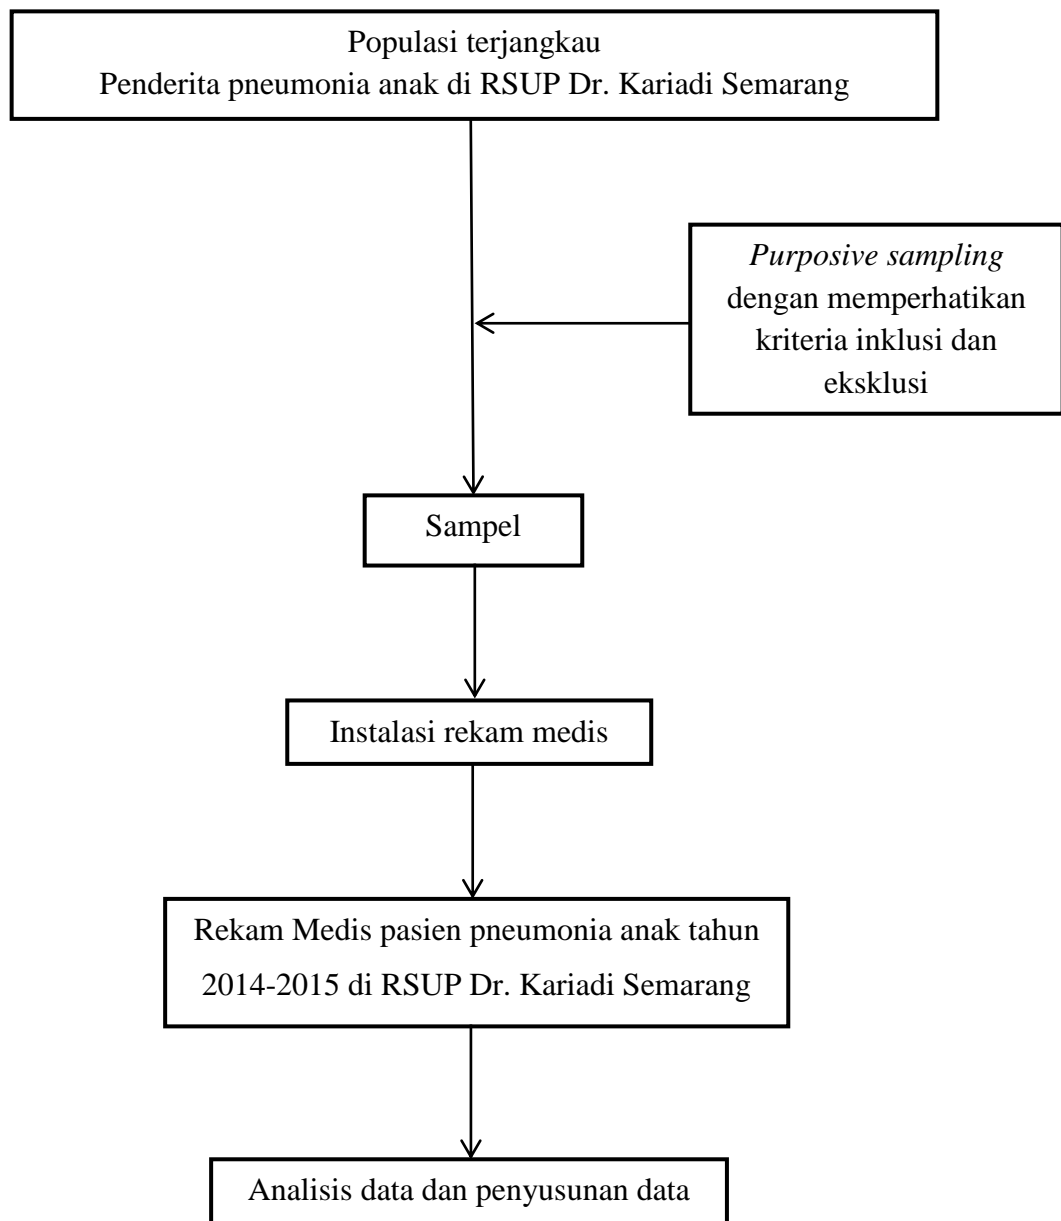 Populasi terjangkau
Penderita pneumonia anak di RSUP Dr. Kariadi Semarang
Purposive sampling
dengan memperhatikan
kriteria inklusi dan
eksklusi
Sampel
Instalasi rekam medis
Rekam Medis pasien pneumonia anak tahun
2014-2015 di RSUP Dr. Kariadi Semarang
Analisis data dan penyusunan data